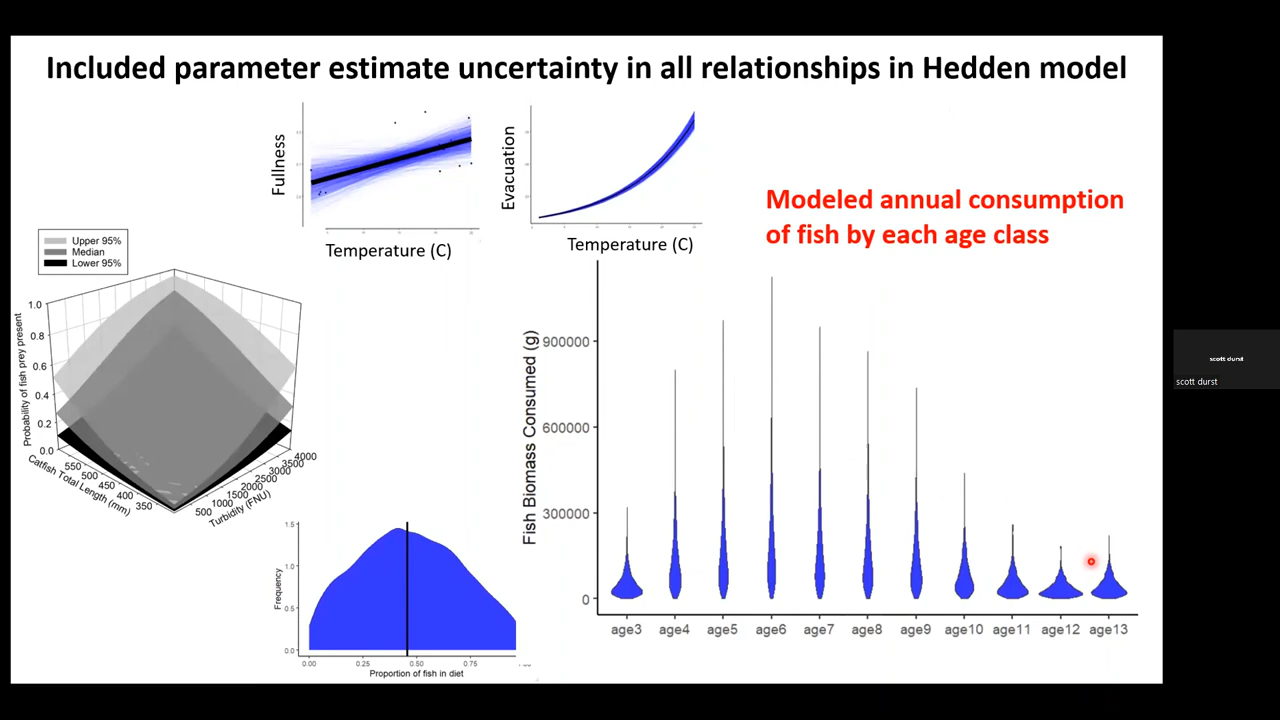 Included parameter estimate uncertainty in all relationships in Hedden model
Fullness
Temperature (C)
Evacuation
Temperature (C)
Modeled annual consumption
of fish by each age class
Upper 95%
Median
Lower 95%
Probability of fish prey present
1.0
0.8
0.6
0.4
0.2
0.0
Catfish Total Length (mm)
550
500
450
400
350
Turbidity (FNU)
500
1000
1500
2000
2500
3000
3500
4000
Frequency
1.5
1.0
0.5
0.0
0.00
0.25
0.50
0.75
Proportion of fish in diet
Fish Biomass Consumed (g)
900000
600000
300000
0
age3
age4
age5
age6
age7
age8
age9
age10
age11
age12
age13
scott durst
scott durst